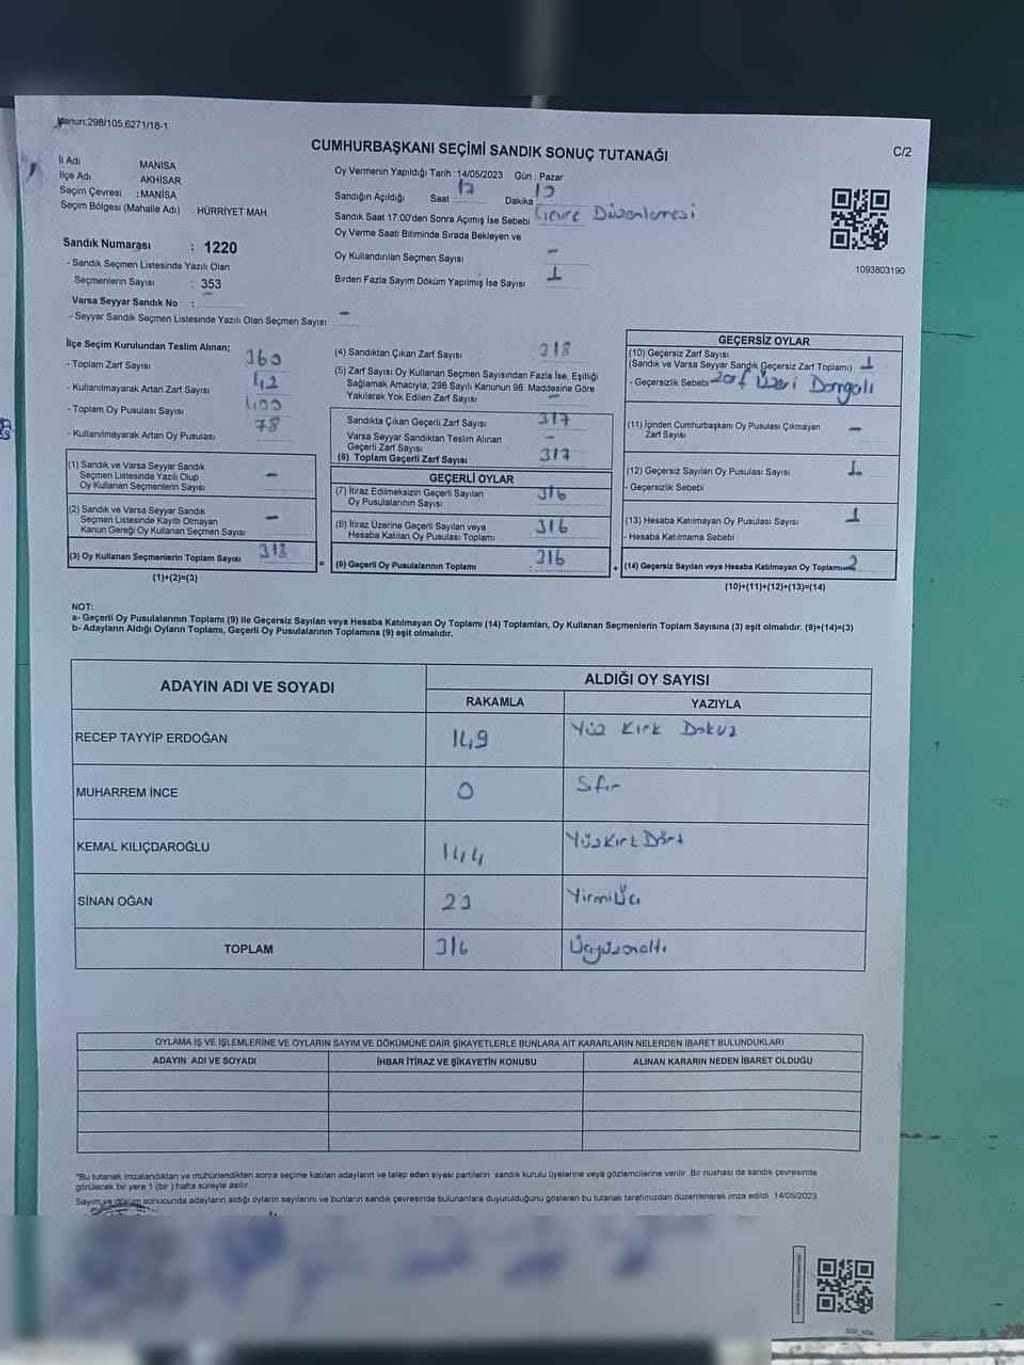 Kanun:298/105,6271/18-1
C/2
CUMHURBAŞKANI SEÇİMİ SANDIK SONUÇ TUTANAĞI
İl Adı MANİSA
İlçe Adı AKHİSAR
Seçim Çevresi :MANİSA
Seçim Bölgesi (Mahalle Adı) HÜRRİYET MAH
Sandık Numarası : 1220
- Sandık Seçmen Listesinde Yazılı Olan
Seçmenlerin Sayısı : 353
Varsa Seyyar Sandık No : -
- Seyyar Sandık Seçmen Listesinde Yazılı Olan Seçmen Sayısı : -
Oy Vermenin Yapıldığı Tarih :14/05/2023 Gün : Pazar
Sandığın Açıldığı Saat 17 Dakika
Sandık Saat 17:00'den Sonra Açımış İse Sebebi Çevre Düzenlemesi
Oy Verme Saati Bitiminde Sırada Bekleyen ve
Oy Kullandırılan Seçmen Sayısı -
Birden Fazla Sayım Döküm Yapılmış İse Sayısı 1
1093803190
İlçe Seçim Kurulundan Teslim Alınan;
- Toplam Zarf Sayısı 360
- Kullanılmayarak Artan Zarf Sayısı 42
- Toplam Oy Pusulası Sayısı 400
- Kullanılmayarak Artan Oy Pusulası 78
(1) Sandık ve Varsa Seyyar Sandık
Seçmen Listesinde Yazılı Olup
Oy Kullanan Seçmenlerin Sayısı -
(2) Sandık ve Varsa Seyyar Sandık
Seçmen Listesinde Kayıtlı Olmayan
Kanun Gereği Oy Kullanan Seçmen Sayısı -
(3) Oy Kullanan Seçmenlerin Toplam Sayısı 318
(1)+(2)=(3)
(4) Sandıktan Çıkan Zarf Sayısı 318
(5) Zarf Sayısı Oy Kullanan Seçmen Sayısından Fazla İse, Eşitliği
Sağlamak Amacıyla; 298 Sayılı Kanunun 98. Maddesine Göre
Yakılarak Yok Edilen Zarf Sayısı -
Sandıkta Çıkan Geçerli Zarf Sayısı 317
Varsa Seyyar Sandıktan Teslim Alınan
Geçerli Zarf Sayısı -
(6) Toplam Geçerli Zarf Sayısı 317
GEÇERLİ OYLAR
(7) İtiraz Edilmeksizin Geçerli Sayılan
Oy Pusulalarının Sayısı 316
(8) İtiraz Üzerine Geçerli Sayılan veya
Hesaba Katılan Oy Pusulası Toplamı 316
= (9) Geçerli Oy Pusulalarının Toplamı : 316
GEÇERSİZ OYLAR
(10) Geçersiz Zarf Sayısı
(Sandık ve Varsa Seyyar Sandık Geçersiz Zarf Toplamı) 1
- Geçersizlik Sebebi Zarf Üzeri Damgalı
(11) İçinden Cumhurbaşkanı Oy Pusulası Çıkmayan
Zarf Sayısı -
(12) Geçersiz Sayılan Oy Pusulası Sayısı 1
- Geçersizlik Sebebi
(13) Hesaba Katılmayan Oy Pusulası Sayısı 1
- Hesaba Katılmama Sebebi
+ (14) Geçersiz Sayılan veya Hesaba Katılmayan Oy Toplamı 2
(10)+(11)+(12)+(13)=(14)
NOT:
a- Geçerli Oy Pusulalarının Toplamı (9) ile Geçersiz Sayılan veya Hesaba Katılmayan Oy Toplamı (14) Toplamları, Oy Kullanan Seçmenlerin Toplam Sayısına (3) eşit olmalıdır. (9)+(14)=(3)
b- Adayların Aldığı Oyların Toplamı, Geçerli Oy Pusulalarının Toplamına (9) eşit olmalıdır.
ADAYIN ADI VE SOYADI
ALDIĞI OY SAYISI
RAKAMLA YAZIYLA
RECEP TAYYİP ERDOĞAN 149 Yüz Kırk Dokuz
MUHARREM İNCE 0 Sıfır
KEMAL KILIÇDAROĞLU 144 YüzKırk Dört
SİNAN OĞAN 23 YirmiÜç
TOPLAM 316 Üçyüzonaltı
OYLAMA İŞ VE İŞLEMLERİNE VE OYLARIN SAYIM VE DÖKÜMÜNE DAİR ŞİKAYETLERLE BUNLARA AİT KARARLARIN NELERDEN İBARET BULUNDUKLARI
ADAYIN ADI VE SOYADI İHBAR İTİRAZ VE ŞİKAYETİN KONUSU ALINAN KARARIN NEDEN İBARET OLDUĞU
*Bu tutanak imzalandıktan ve mühürlendikten sonra seçime katılan adayların ve talep eden siyasi partilerin sandık kurulu üyelerine veya gözlemcilerine verilir. Bir nushası da sandık çevresinde
görülecek bir yere 1 (bir) hafta süreyle asılır.
Sayım ve döküm sonucunda adayların aldığı oyların sayılarını ve bunların sandık çevresinde bulunanlara duyurulduğunu gösteren bu tutanak tarafımızdan düzenlenerek imza edildi. 14/05/2023